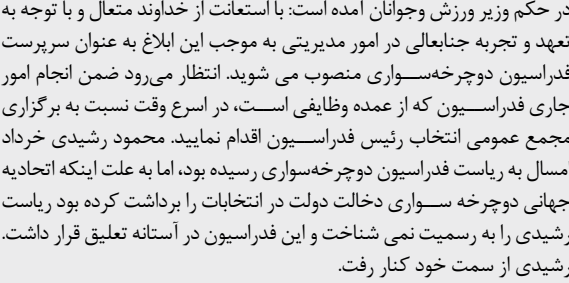 در حکم وزیر ورزش وجوانان آمده است: با استعانت از خداوند متعال و با توجه به
تعهد و تجربه جنابعالی در امور مدیریتی به موجب این ابلاغ به عنوان سرپرست
فدراسیون دوچرخه‌سواری منصوب می شوید. انتظار می‌رود ضمن انجام امور
جاری فدراسیون که از عمده وظایفی است، در اسرع وقت نسبت به برگزاری
مجمع عمومی انتخاب رئیس فدراسیون اقدام نمایید. محمود رشیدی خرداد
امسال به ریاست فدراسیون دوچرخه‌سواری رسیده بود، اما به علت اینکه اتحادیه
جهانی دوچرخه سواری دخالت دولت در انتخابات را برداشت کرده بود ریاست
رشیدی را به رسمیت نمی شناخت و این فدراسیون در آستانه تعلیق قرار داشت.
رشیدی از سمت خود کنار رفت.